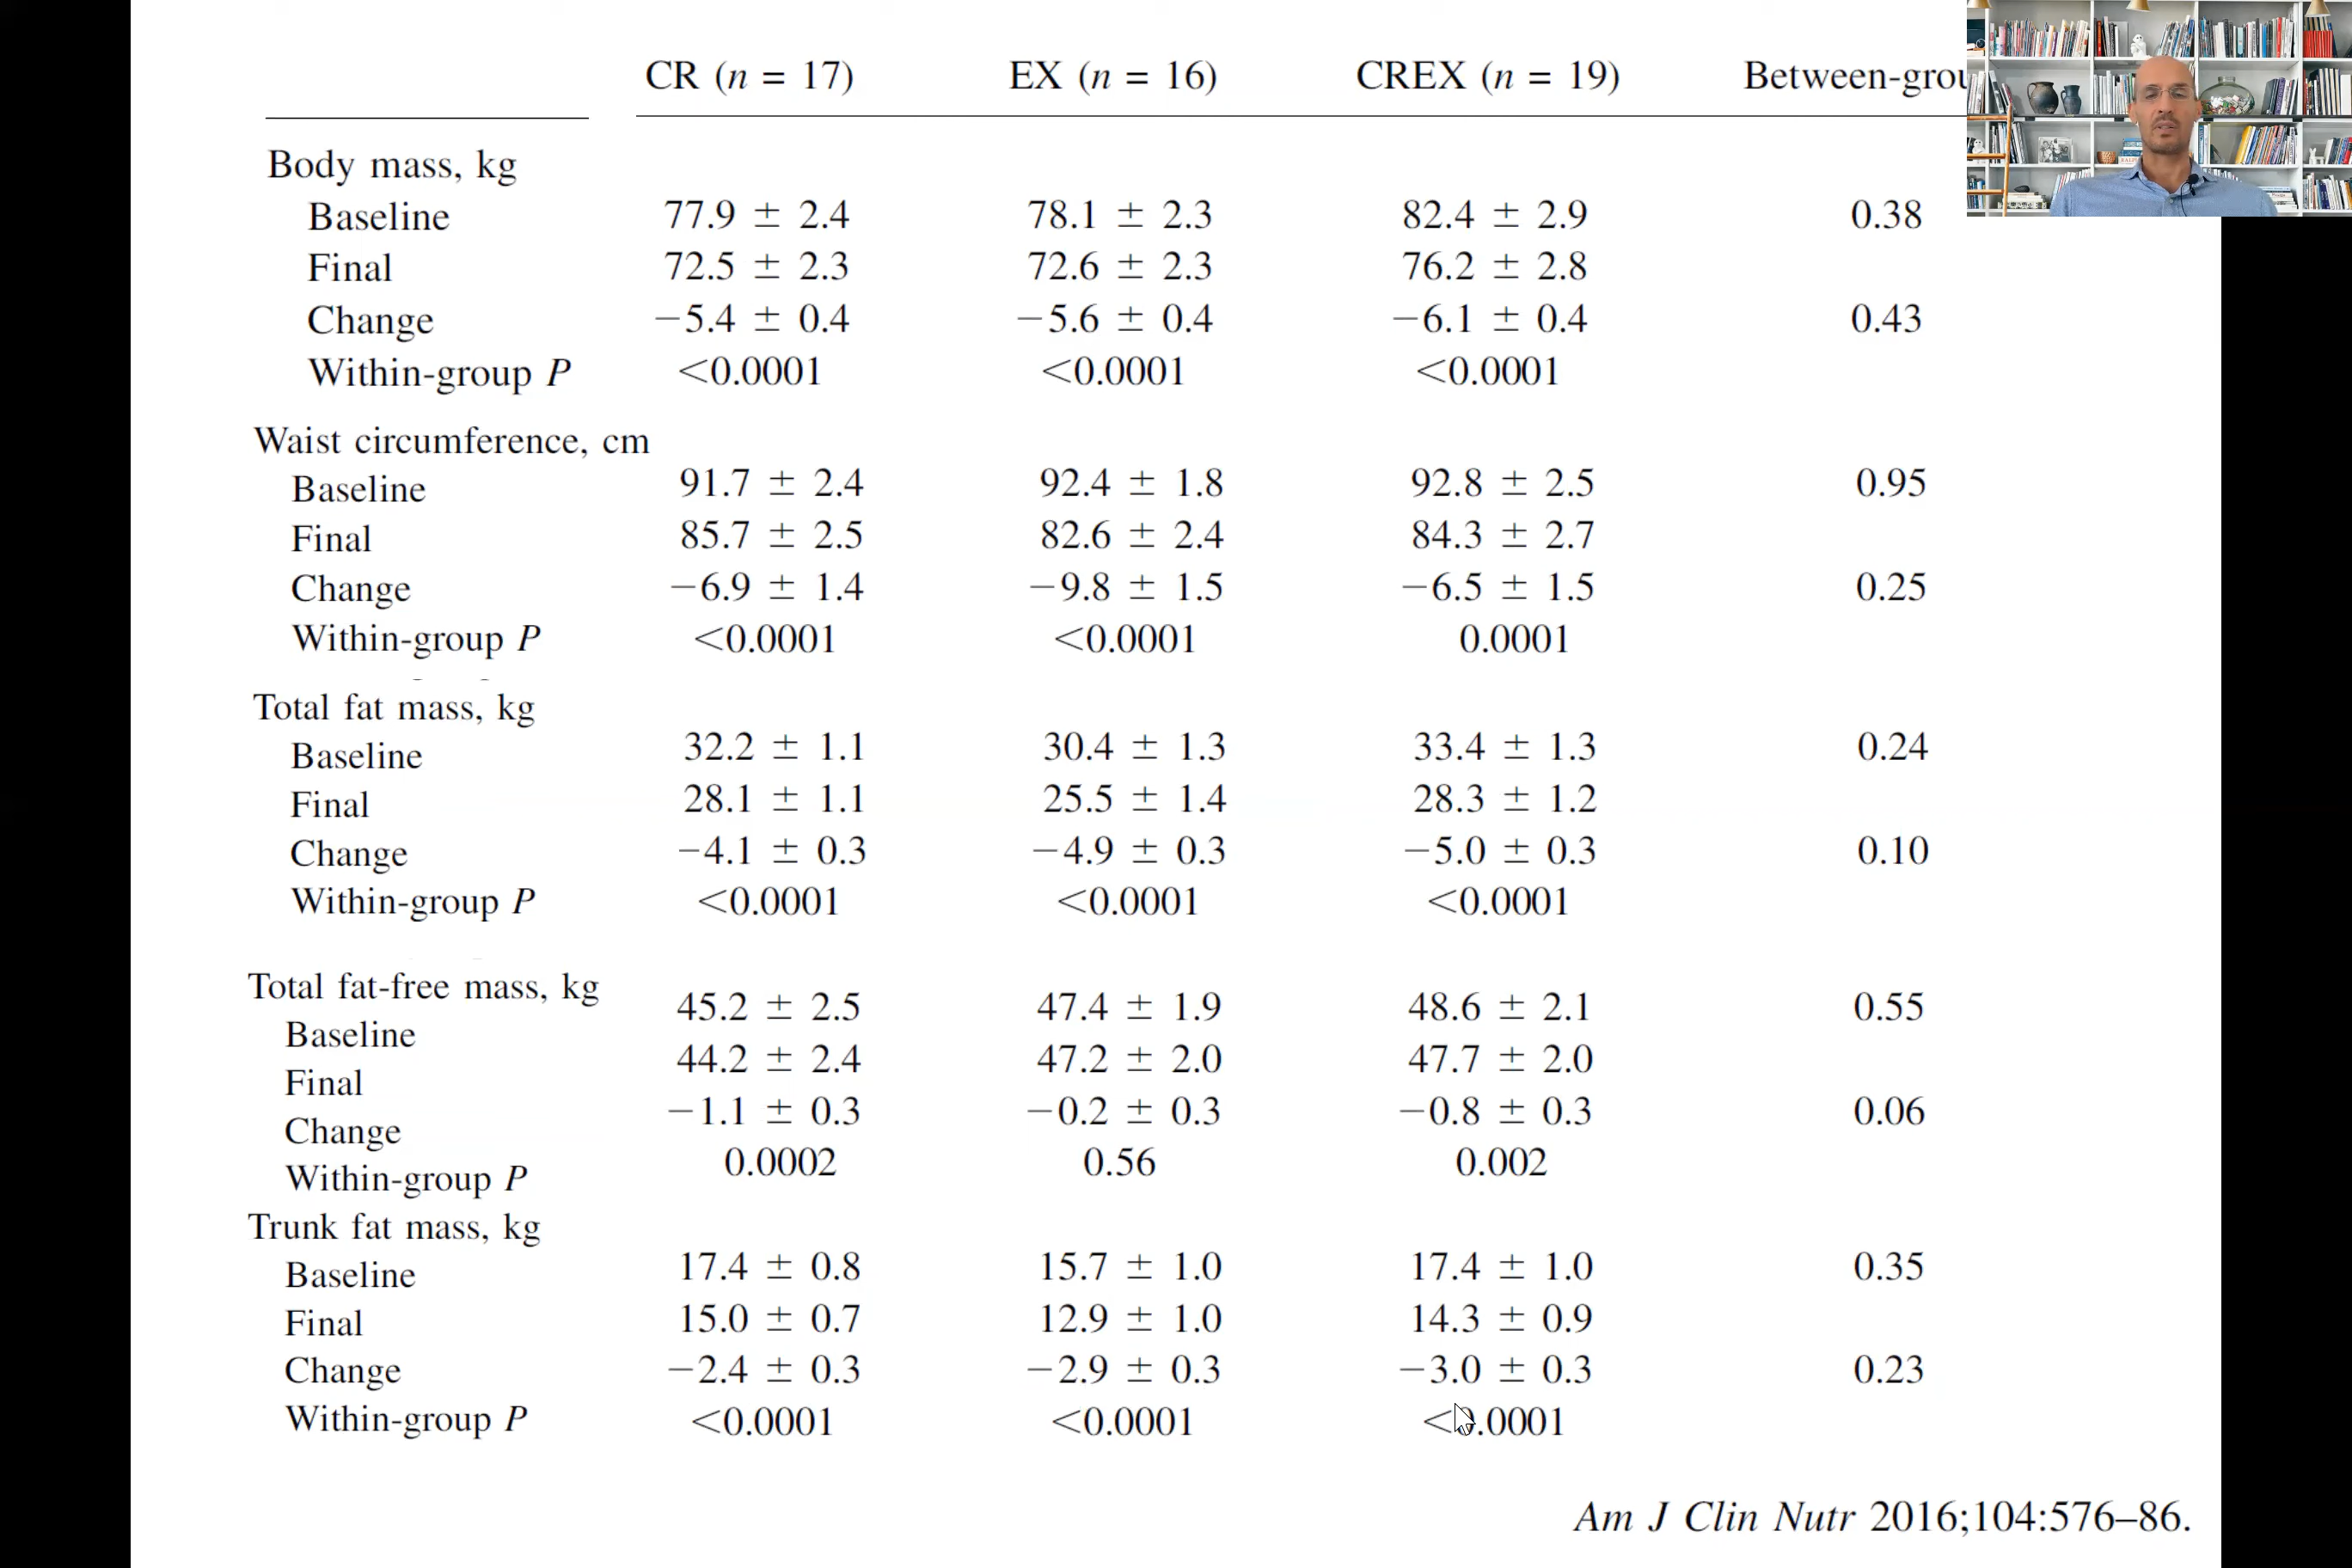 CR (n = 17) EX (n = 16) CREX (n = 19) Between-grou
Body mass, kg
Baseline 77.9 ± 2.4 78.1 ± 2.3 82.4 ± 2.9 0.38
Final 72.5 ± 2.3 72.6 ± 2.3 76.2 ± 2.8
Change −5.4 ± 0.4 −5.6 ± 0.4 −6.1 ± 0.4 0.43
Within-group P <0.0001 <0.0001 <0.0001
Waist circumference, cm
Baseline 91.7 ± 2.4 92.4 ± 1.8 92.8 ± 2.5 0.95
Final 85.7 ± 2.5 82.6 ± 2.4 84.3 ± 2.7
Change −6.9 ± 1.4 −9.8 ± 1.5 −6.5 ± 1.5 0.25
Within-group P <0.0001 <0.0001 0.0001
Total fat mass, kg
Baseline 32.2 ± 1.1 30.4 ± 1.3 33.4 ± 1.3 0.24
Final 28.1 ± 1.1 25.5 ± 1.4 28.3 ± 1.2
Change −4.1 ± 0.3 −4.9 ± 0.3 −5.0 ± 0.3 0.10
Within-group P <0.0001 <0.0001 <0.0001
Total fat-free mass, kg
Baseline 45.2 ± 2.5 47.4 ± 1.9 48.6 ± 2.1 0.55
Final 44.2 ± 2.4 47.2 ± 2.0 47.7 ± 2.0
Change −1.1 ± 0.3 −0.2 ± 0.3 −0.8 ± 0.3 0.06
Within-group P 0.0002 0.56 0.002
Trunk fat mass, kg
Baseline 17.4 ± 0.8 15.7 ± 1.0 17.4 ± 1.0 0.35
Final 15.0 ± 0.7 12.9 ± 1.0 14.3 ± 0.9
Change −2.4 ± 0.3 −2.9 ± 0.3 −3.0 ± 0.3 0.23
Within-group P <0.0001 <0.0001 <0.0001
Am J Clin Nutr 2016;104:576–86.